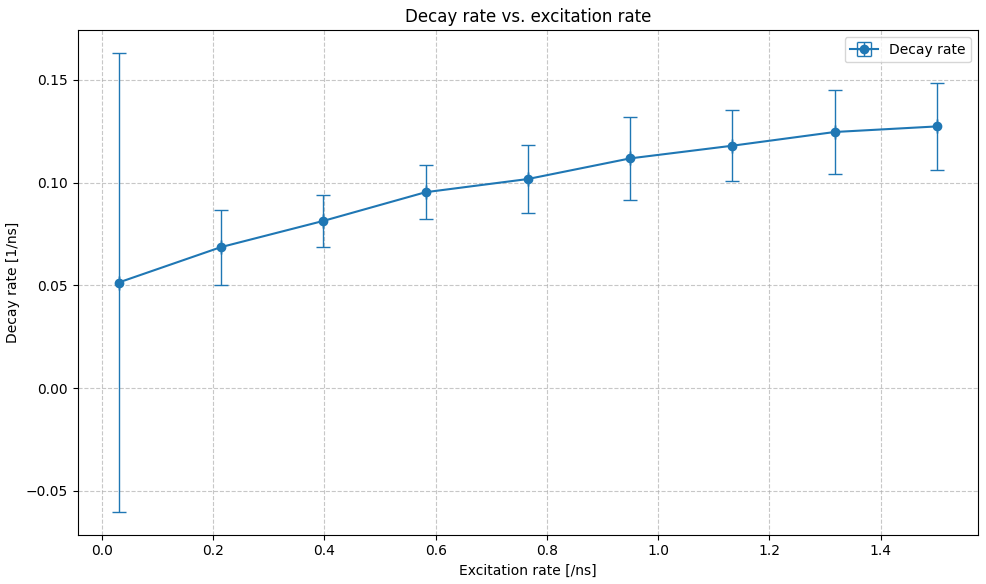 Decay rate vs. excitation rate
Decay rate
0.15
0.10
0.05
0.00
−0.05
Decay rate [1/ns]
0.0 0.2 0.4 0.6 0.8 1.0 1.2 1.4
Excitation rate [/ns]